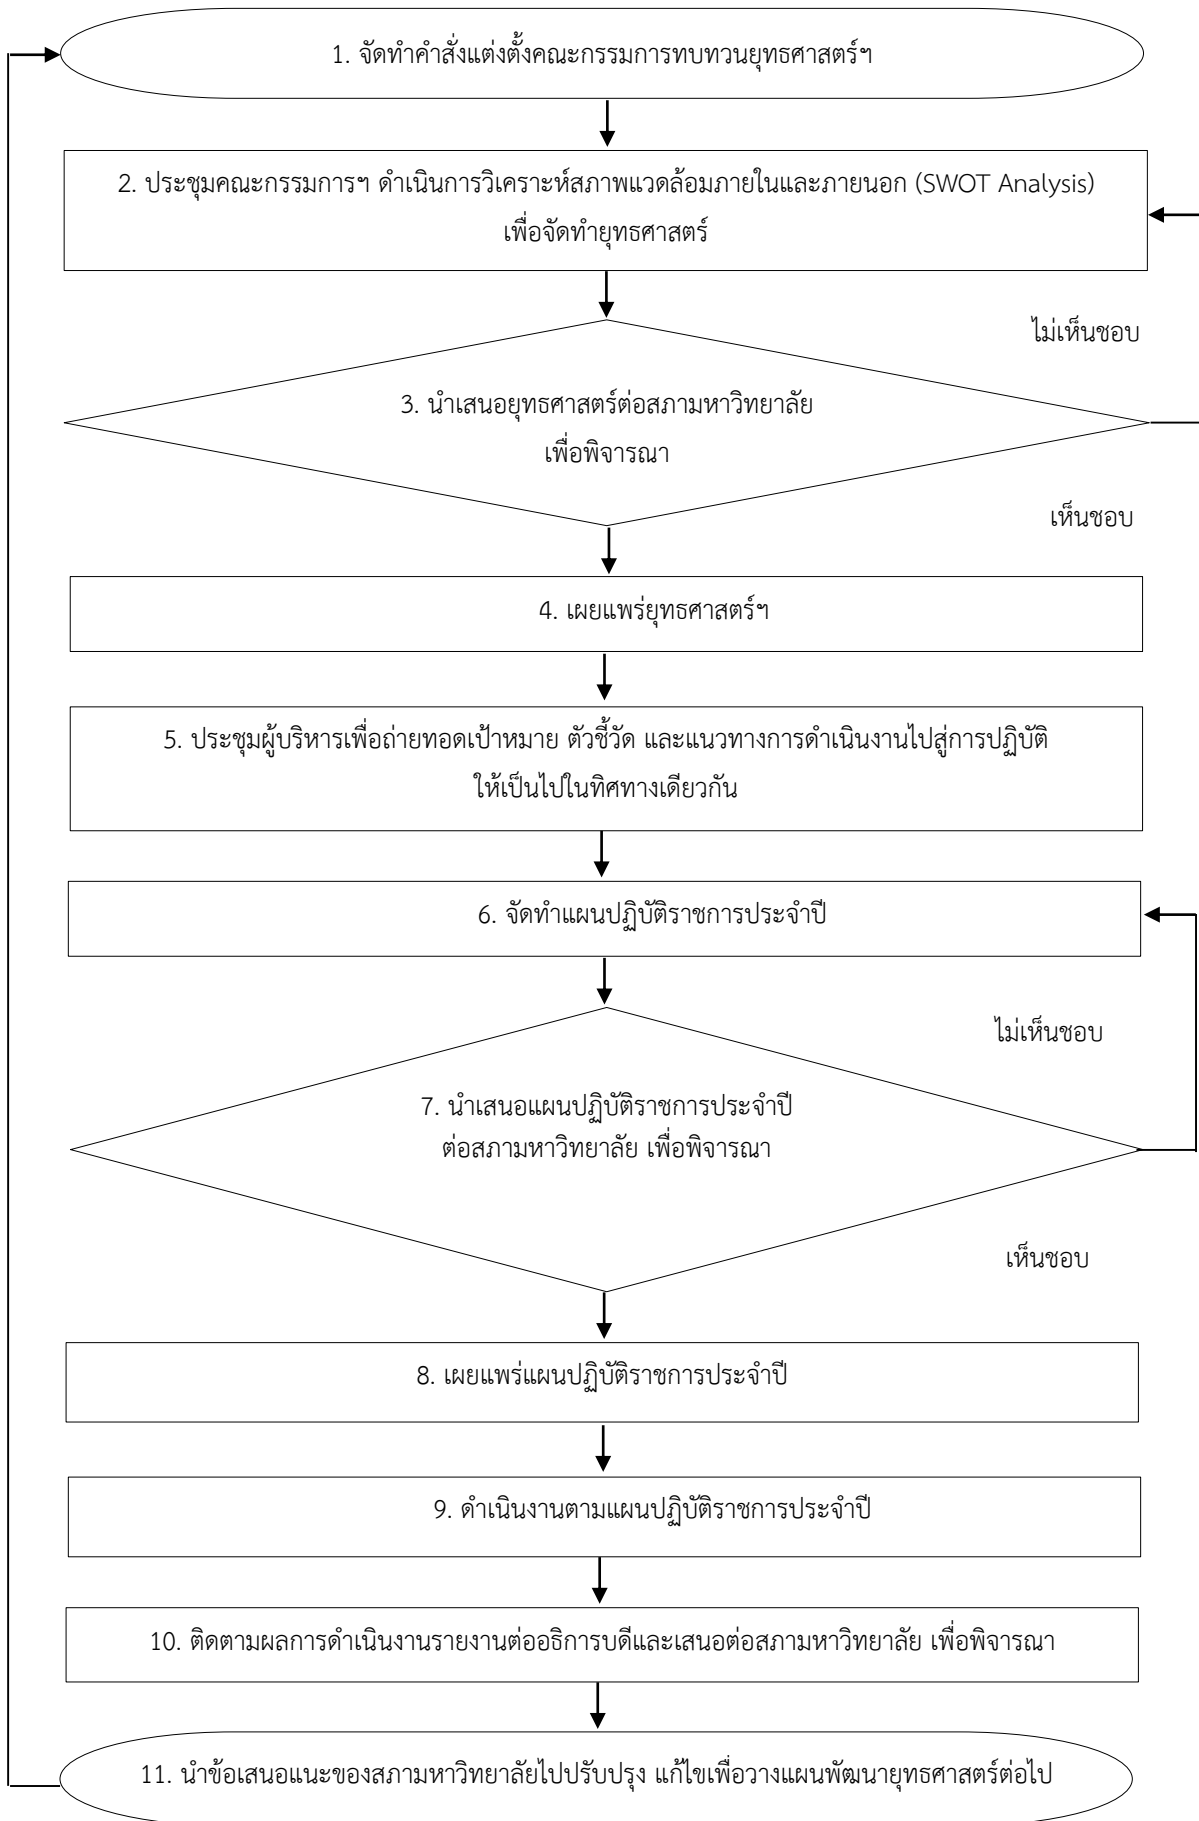 1. จัดทำคำสั่งแต่งตั้งคณะกรรมการทบทวนยุทธศาสตร์ฯ
2. ประชุมคณะกรรมการฯ ดำเนินการวิเคราะห์สภาพแวดล้อมภายในและภายนอก (SWOT Analysis)
เพื่อจัดทำยุทธศาสตร์
ไม่เห็นชอบ
3. นำเสนอยุทธศาสตร์ต่อสภามหาวิทยาลัย
เพื่อพิจารณา
เห็นชอบ
4. เผยแพร่ยุทธศาสตร์ฯ
5. ประชุมผู้บริหารเพื่อถ่ายทอดเป้าหมาย ตัวชี้วัด และแนวทางการดำเนินงานไปสู่การปฏิบัติ
ให้เป็นไปในทิศทางเดียวกัน
6. จัดทำแผนปฏิบัติราชการประจำปี
ไม่เห็นชอบ
7. นำเสนอแผนปฏิบัติราชการประจำปี
ต่อสภามหาวิทยาลัย เพื่อพิจารณา
เห็นชอบ
8. เผยแพร่แผนปฏิบัติราชการประจำปี
9. ดำเนินงานตามแผนปฏิบัติราชการประจำปี
10. ติดตามผลการดำเนินงานรายงานต่ออธิการบดีและเสนอต่อสภามหาวิทยาลัย เพื่อพิจารณา
11. นำข้อเสนอแนะของสภามหาวิทยาลัยไปปรับปรุง แก้ไขเพื่อวางแผนพัฒนายุทธศาสตร์ต่อไป